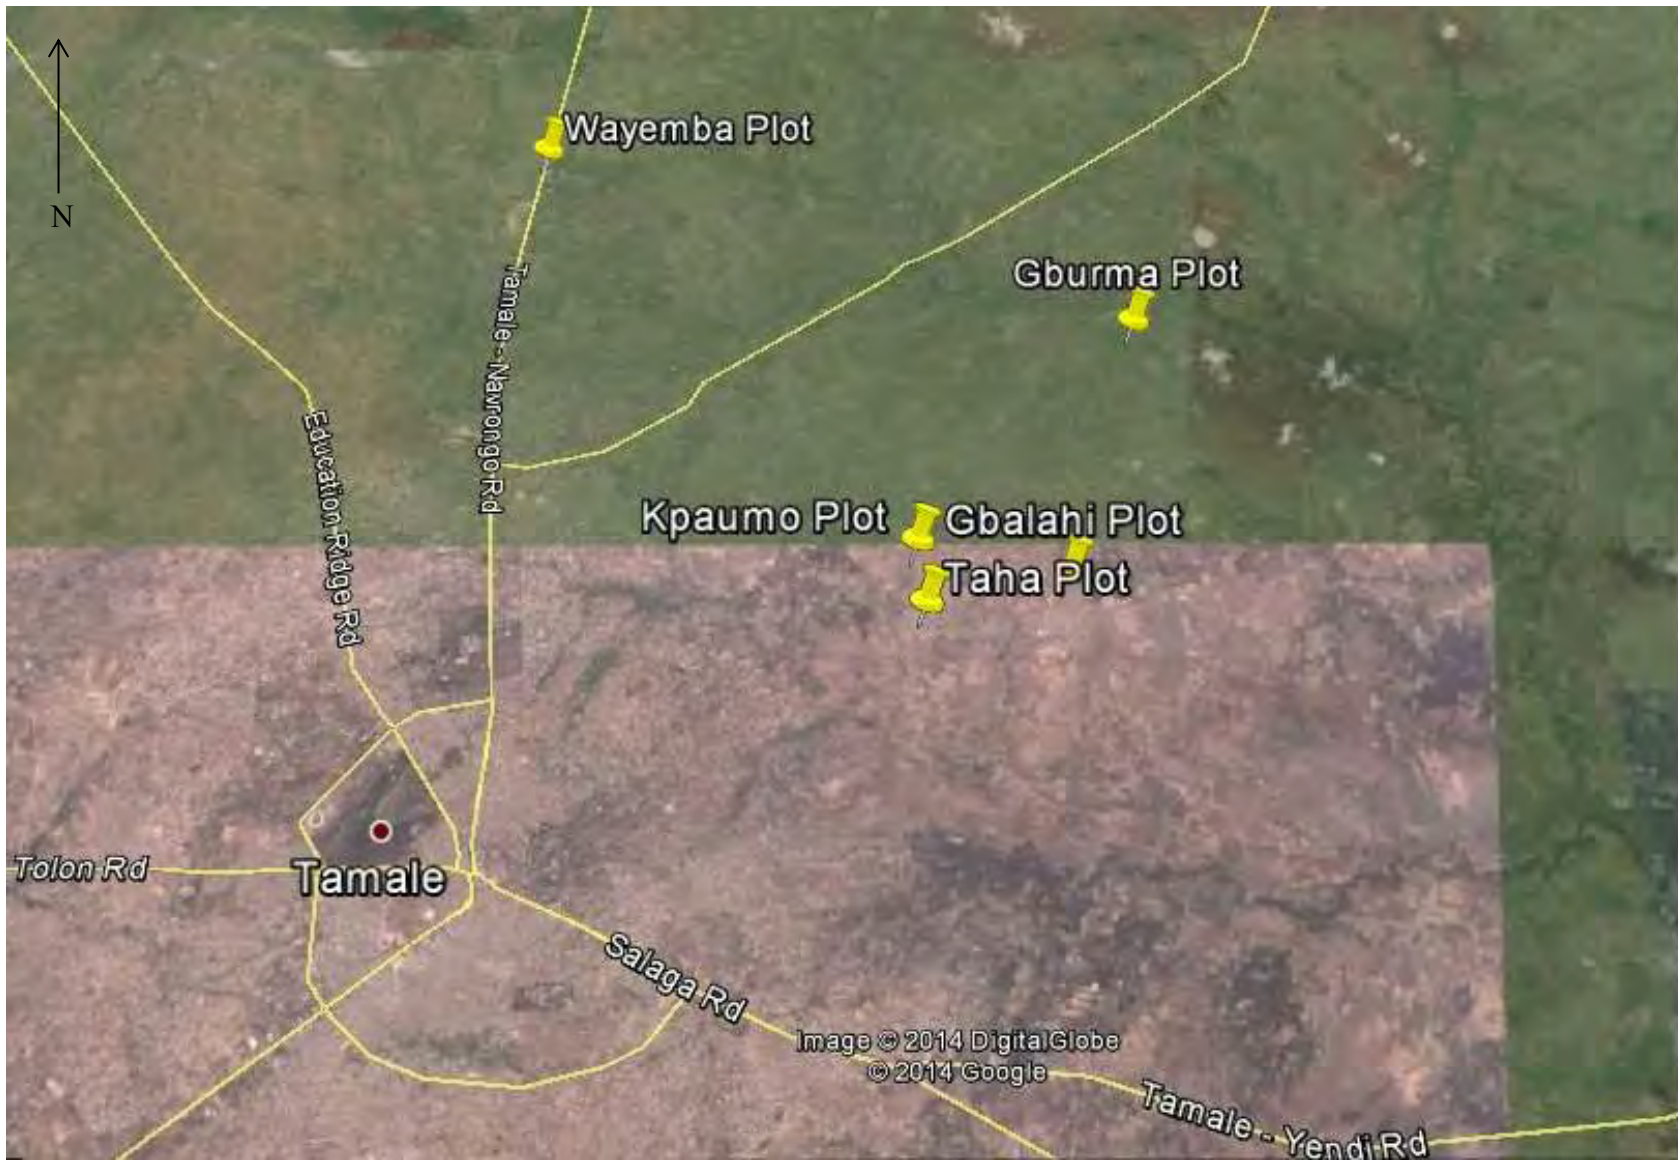 N
Wayemba Plot
Tamale - Navrongo Rd
Gburma Plot
Education Ridge Rd
Kpaumo Plot
Gbalahi Plot
Taha Plot
Tolon Rd
Tamale
Salaga Rd
Image © 2014 DigitalGlobe
© 2014 Google
Tamale - Yendi Rd